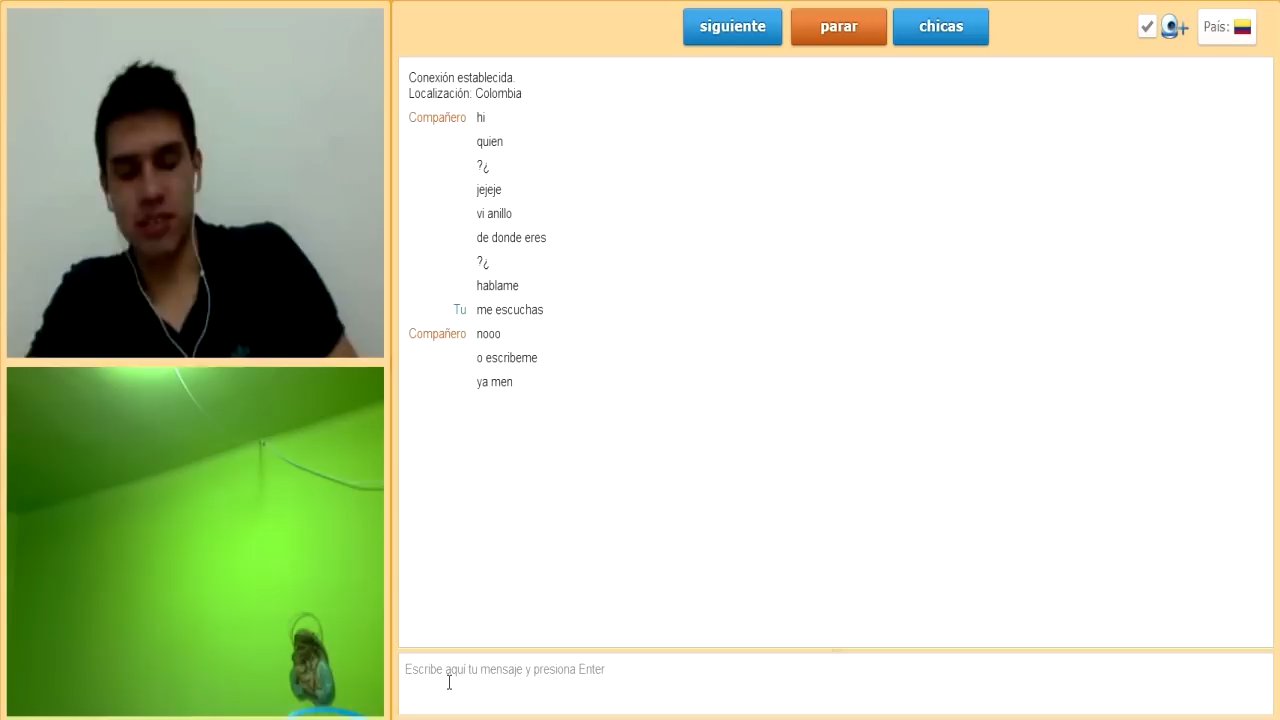 siguiente
parar
chicas
País:
Conexión establecida.
Localización: Colombia
Compañero hi
quien
?¿
jejeje
vi anillo
de donde eres
?¿
hablame
Tu me escuchas
Compañero nooo
o escribeme
ya men
Escribe aquí tu mensaje y presiona Enter